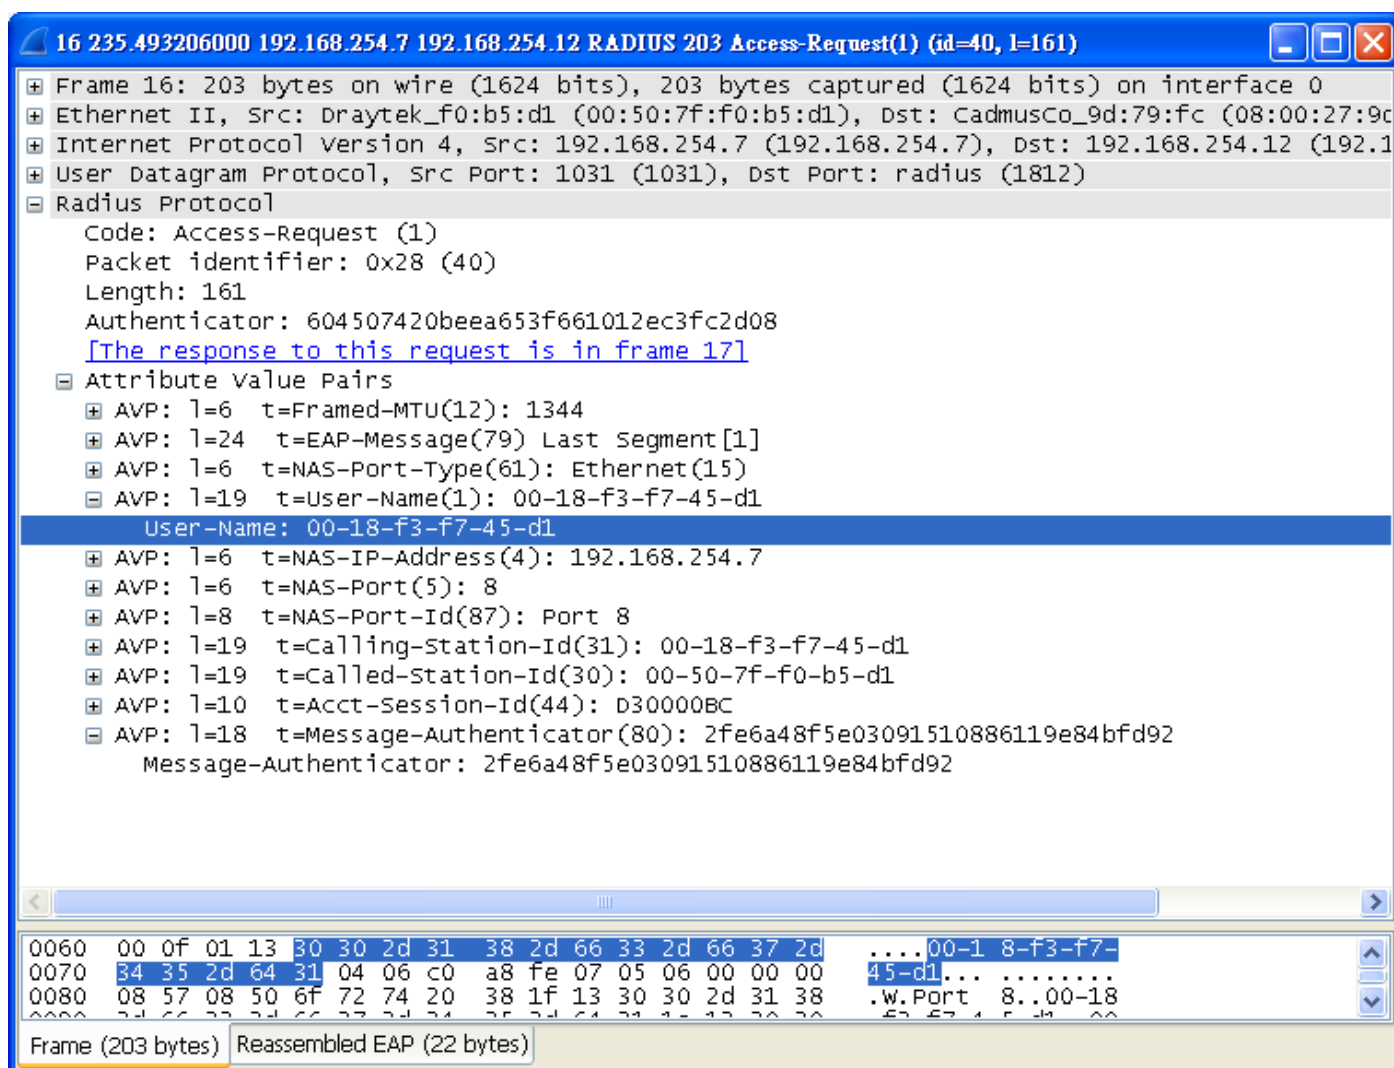 16 235.493206000 192.168.254.7 192.168.254.12 RADIUS 203 Access-Request(1) (id=40, l=161)
Frame 16: 203 bytes on wire (1624 bits), 203 bytes captured (1624 bits) on interface 0
Ethernet II, Src: Draytek_f0:b5:d1 (00:50:7f:f0:b5:d1), Dst: CadmusCo_9d:79:fc (08:00:27:9d
Internet Protocol Version 4, Src: 192.168.254.7 (192.168.254.7), Dst: 192.168.254.12 (192.1
User Datagram Protocol, Src Port: 1031 (1031), Dst Port: radius (1812)
Radius Protocol
Code: Access-Request (1)
Packet identifier: 0x28 (40)
Length: 161
Authenticator: 604507420beea653f661012ec3fc2d08
[The response to this request is in frame 17]
Attribute Value Pairs
AVP: l=6 t=Framed-MTU(12): 1344
AVP: l=24 t=EAP-Message(79) Last Segment[1]
AVP: l=6 t=NAS-Port-Type(61): Ethernet(15)
AVP: l=19 t=User-Name(1): 00-18-f3-f7-45-d1
User-Name: 00-18-f3-f7-45-d1
AVP: l=6 t=NAS-IP-Address(4): 192.168.254.7
AVP: l=6 t=NAS-Port(5): 8
AVP: l=8 t=NAS-Port-Id(87): Port 8
AVP: l=19 t=Calling-Station-Id(31): 00-18-f3-f7-45-d1
AVP: l=19 t=Called-Station-Id(30): 00-50-7f-f0-b5-d1
AVP: l=10 t=Acct-Session-Id(44): D30000BC
AVP: l=18 t=Message-Authenticator(80): 2fe6a48f5e03091510886119e84bfd92
Message-Authenticator: 2fe6a48f5e03091510886119e84bfd92
0060 00 0f 01 13 30 30 2d 31 38 2d 66 33 2d 66 37 2d ....00-1 8-f3-f7-
0070 34 35 2d 64 31 04 06 c0 a8 fe 07 05 06 00 00 00 45-d1... ........
0080 08 57 08 50 6f 72 74 20 38 1f 13 30 30 2d 31 38 .W.Port 8..00-18
Frame (203 bytes) Reassembled EAP (22 bytes)